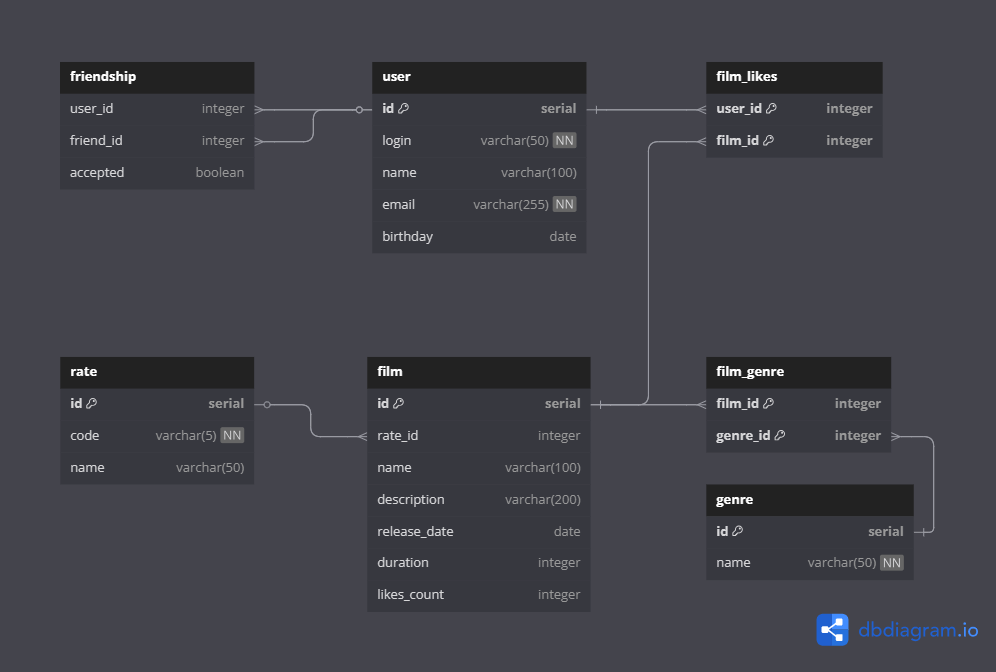 friendship
user_id integer
friend_id integer
accepted boolean
user
id serial
login varchar(50) NN
name varchar(100)
email varchar(255) NN
birthday date
film_likes
user_id integer
film_id integer
rate
id serial
code varchar(5) NN
name varchar(50)
film
id serial
rate_id integer
name varchar(100)
description varchar(200)
release_date date
duration integer
likes_count integer
film_genre
film_id integer
genre_id integer
genre
id serial
name varchar(50) NN
dbdiagram.io